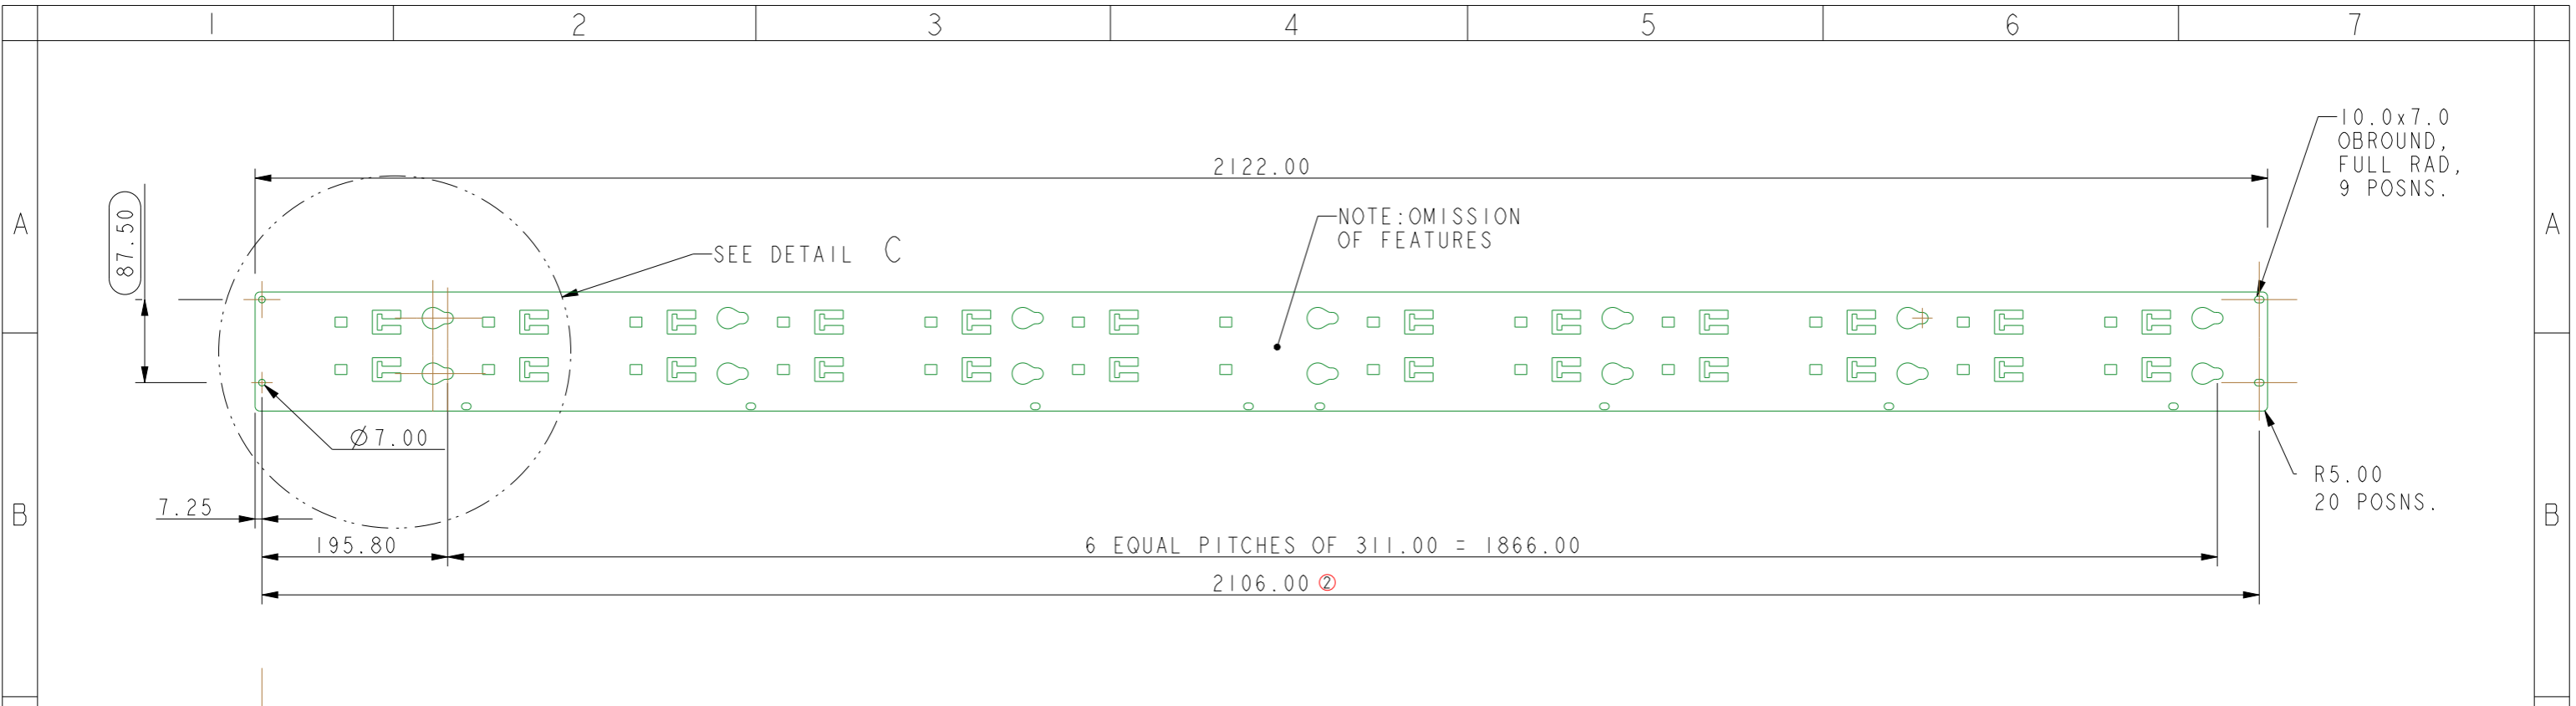 1 2 3 4 5 6 7
10.0x7.0
OBROUND,
FULL RAD,
9 POSNS.
2122.00
87.50
NOTE:OMISSION
OF FEATURES
A
A
SEE DETAIL C
Ø7.00
R5.00
20 POSNS.
7.25
B
B
195.80
6 EQUAL PITCHES OF 311.00 = 1866.00
2106.00 ②